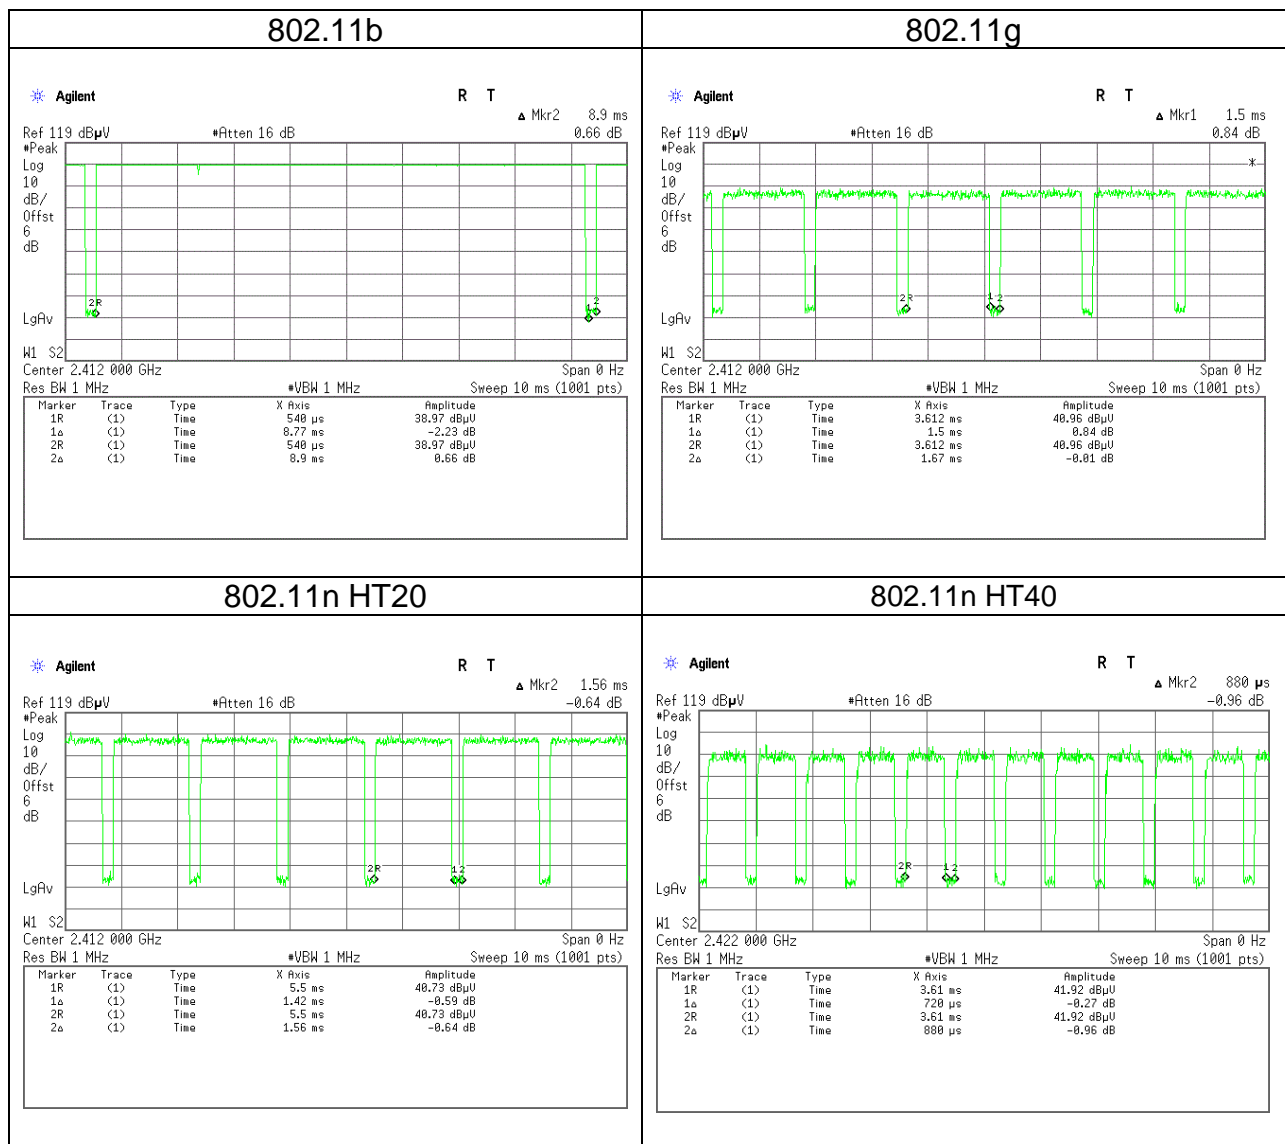 802.11b
Agilent
R T
Δ Mkr2 8.9 ms
Ref 119 dBµV #Atten 16 dB 0.66 dB
#Peak
Log
10
dB/
Offst
6
dB
2R
1
2
LgAv
W1 S2
Center 2.412 000 GHz Span 0 Hz
Res BW 1 MHz #VBW 1 MHz Sweep 10 ms (1001 pts)
Marker Trace Type X Axis Amplitude
1R (1) Time 540 µs 38.97 dBµV
1Δ (1) Time 8.77 ms -2.23 dB
2R (1) Time 540 µs 38.97 dBµV
2Δ (1) Time 8.9 ms 0.66 dB
802.11g
Agilent
R T
Δ Mkr1 1.5 ms
Ref 119 dBµV #Atten 16 dB 0.84 dB
#Peak
Log
10
dB/
Offst
6
dB
*
2R
1
2
LgAv
W1 S2
Center 2.412 000 GHz Span 0 Hz
Res BW 1 MHz #VBW 1 MHz Sweep 10 ms (1001 pts)
Marker Trace Type X Axis Amplitude
1R (1) Time 3.612 ms 40.96 dBµV
1Δ (1) Time 1.5 ms 0.84 dB
2R (1) Time 3.612 ms 40.96 dBµV
2Δ (1) Time 1.67 ms -0.01 dB
802.11n HT20
Agilent
R T
Δ Mkr2 1.56 ms
Ref 119 dBµV #Atten 16 dB -0.64 dB
#Peak
Log
10
dB/
Offst
6
dB
2R
12
LgAv
W1 S2
Center 2.412 000 GHz Span 0 Hz
Res BW 1 MHz #VBW 1 MHz Sweep 10 ms (1001 pts)
Marker Trace Type X Axis Amplitude
1R (1) Time 5.5 ms 40.73 dBµV
1Δ (1) Time 1.42 ms -0.59 dB
2R (1) Time 5.5 ms 40.73 dBµV
2Δ (1) Time 1.56 ms -0.64 dB
802.11n HT40
Agilent
R T
Δ Mkr2 880 µs
Ref 119 dBµV #Atten 16 dB -0.96 dB
#Peak
Log
10
dB/
Offst
6
dB
2R
12
LgAv
W1 S2
Center 2.422 000 GHz Span 0 Hz
Res BW 1 MHz #VBW 1 MHz Sweep 10 ms (1001 pts)
Marker Trace Type X Axis Amplitude
1R (1) Time 3.61 ms 41.92 dBµV
1Δ (1) Time 720 µs -0.27 dB
2R (1) Time 3.61 ms 41.92 dBµV
2Δ (1) Time 880 µs -0.96 dB